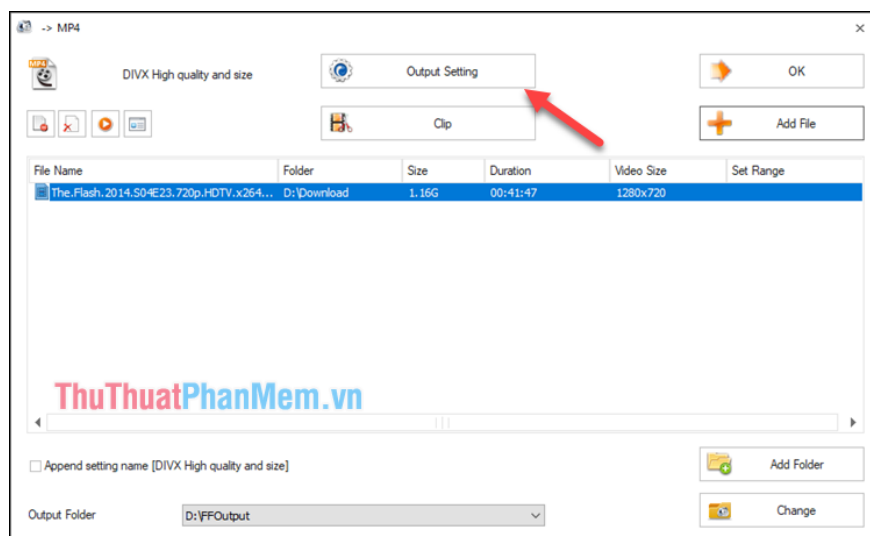 -> MP4
MP4
DIVX High quality and size
Output Setting
OK
Clip
Add File
File Name Folder Size Duration Video Size Set Range
The.Flash.2014.S04E23.720p.HDTV.x264... D:\Download 1.16G 00:41:47 1280x720
ThuThuatPhanMem.vn
Append setting name [DIVX High quality and size]
Add Folder
Output Folder D:\FFOutput
Change